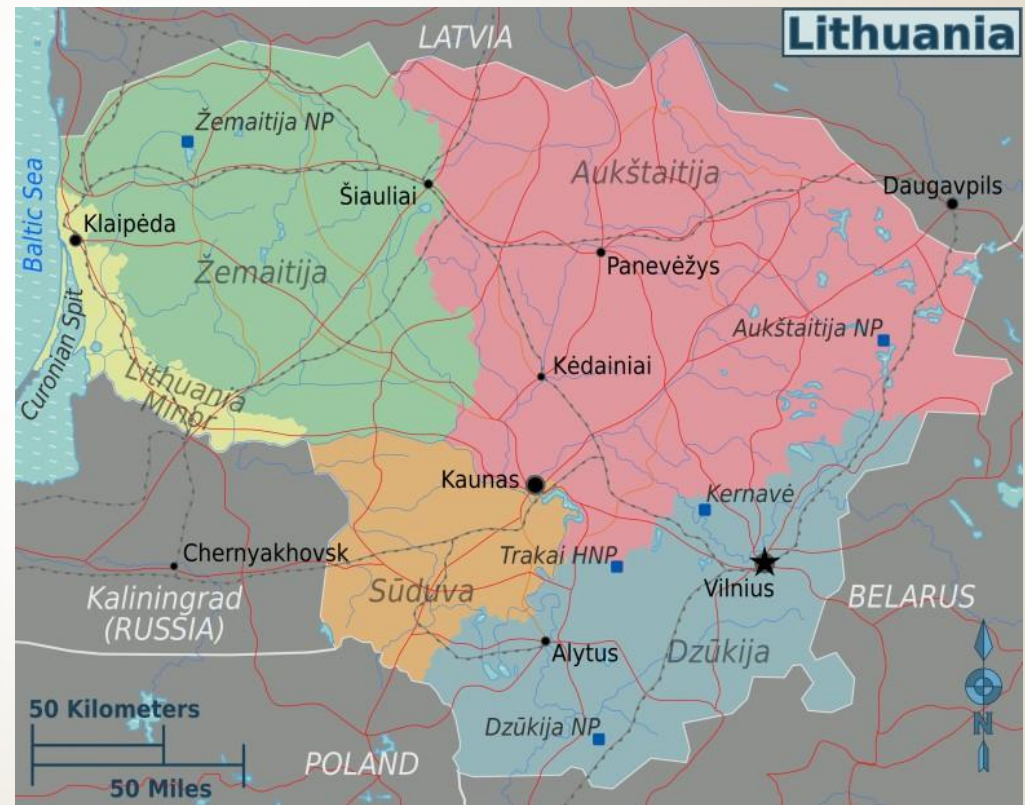 Lithuania
LATVIA
Žemaitija NP
Aukštaitija
Šiauliai
Daugavpils
Baltic Sea
Klaipėda
Žemaitija
Panevėžys
Aukštaitija NP
Curonian Spit
Kėdainiai
Lithuania
Minor
Kaunas
Kernavė
Chernyakhovsk
Trakai HNP
Kaliningrad
(RUSSIA)
Sūduva
Vilnius
BELARUS
Alytus
Dzūkija
50 Kilometers
Dzūkija NP
N
POLAND
50 Miles